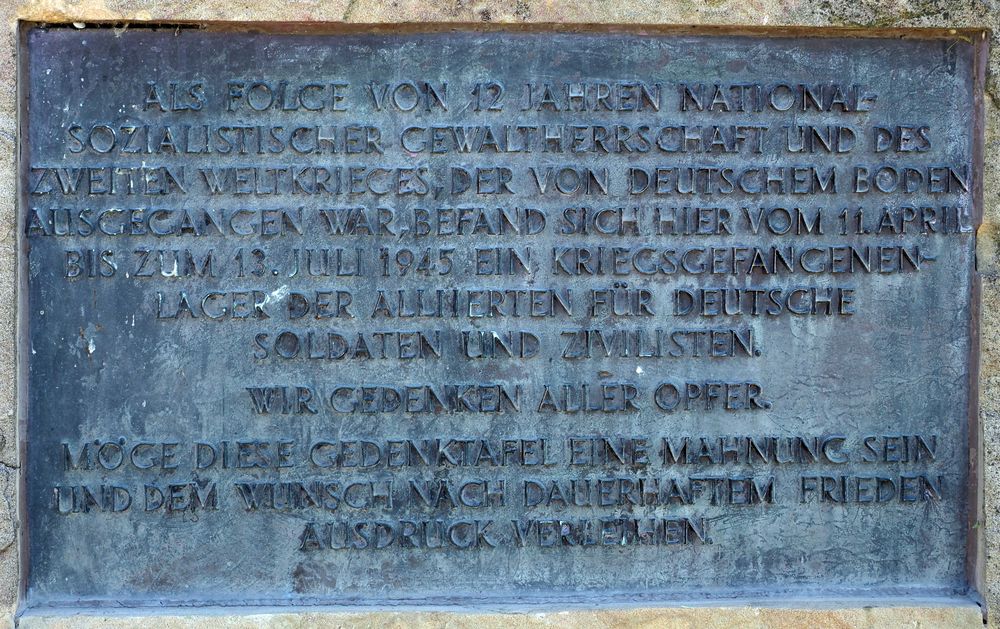 ALS FOLGE VON 12 JAHREN NATIONAL-
SOZIALISTISCHER GEWALTHERRSCHAFT UND DES
ZWEITEN WELTKRIEGES, DER VON DEUTSCHEM BODEN
AUSGEGANGEN WAR, BEFAND SICH HIER VOM 11. APRIL
BIS ZUM 13. JULI 1945 EIN KRIEGSGEFANGENEN-
LAGER DER ALLIIERTEN FÜR DEUTSCHE
SOLDATEN UND ZIVILISTEN.
WIR GEDENKEN ALLER OPFER.
MÖGE DIESE GEDENKTAFEL EINE MAHNUNG SEIN
UND DEM WUNSCH NACH DAUERHAFTEM FRIEDEN
AUSDRUCK VERLEIHEN.